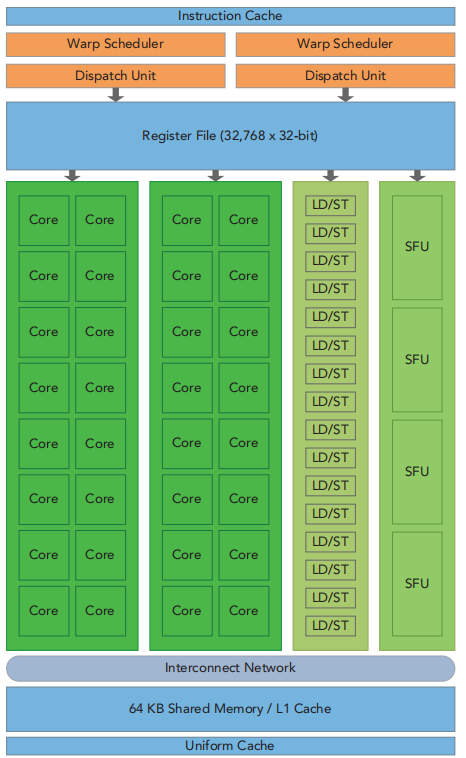 Instruction Cache
Warp Scheduler Warp Scheduler
Dispatch Unit Dispatch Unit
Register File (32,768 x 32-bit)
Core Core Core Core LD/ST
LD/ST
SFU
Core Core Core Core LD/ST
LD/ST
Core Core Core Core LD/ST
LD/ST
SFU
Core Core Core Core LD/ST
LD/ST
Core Core Core Core LD/ST
LD/ST
SFU
Core Core Core Core LD/ST
LD/ST
Core Core Core Core LD/ST
LD/ST
SFU
Core Core Core Core LD/ST
LD/ST
Interconnect Network
64 KB Shared Memory / L1 Cache
Uniform Cache